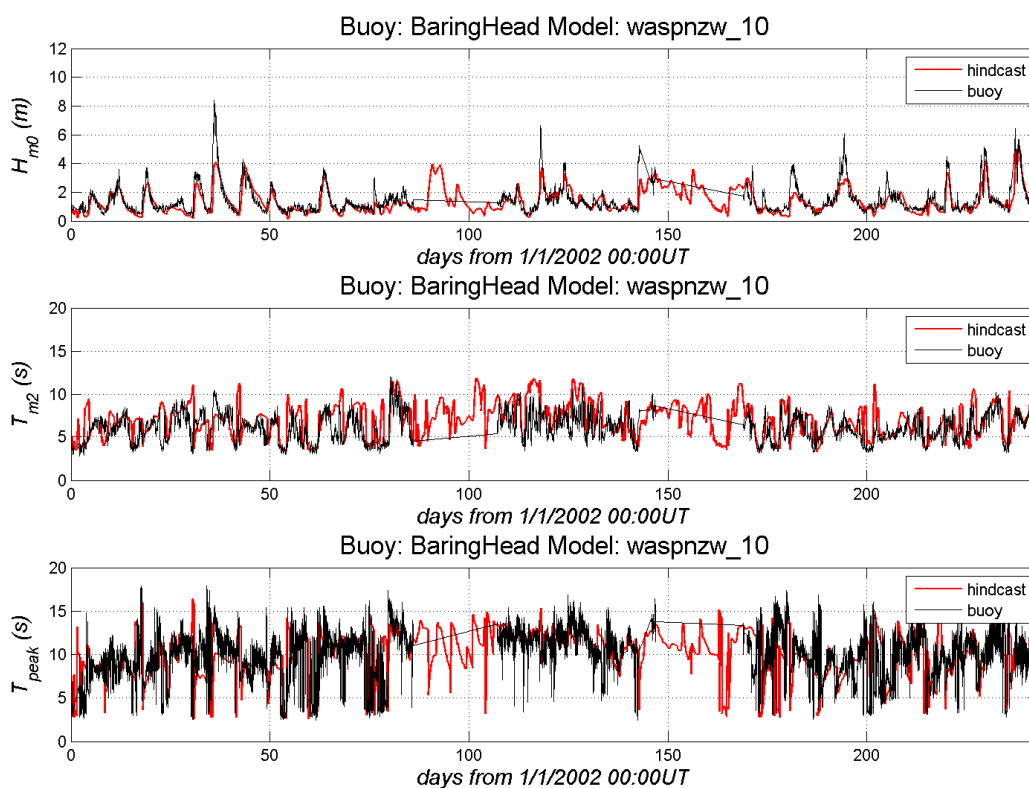 Buoy: BaringHead Model: waspnzw_10
H_m0 (m)
12
10
8
6
4
2
0
hindcast
buoy
0 50 100 150 200
days from 1/1/2002 00:00UT
Buoy: BaringHead Model: waspnzw_10
T_m2 (s)
20
15
10
5
0
hindcast
buoy
0 50 100 150 200
days from 1/1/2002 00:00UT
Buoy: BaringHead Model: waspnzw_10
T_peak (s)
20
15
10
5
0
hindcast
buoy
0 50 100 150 200
days from 1/1/2002 00:00UT